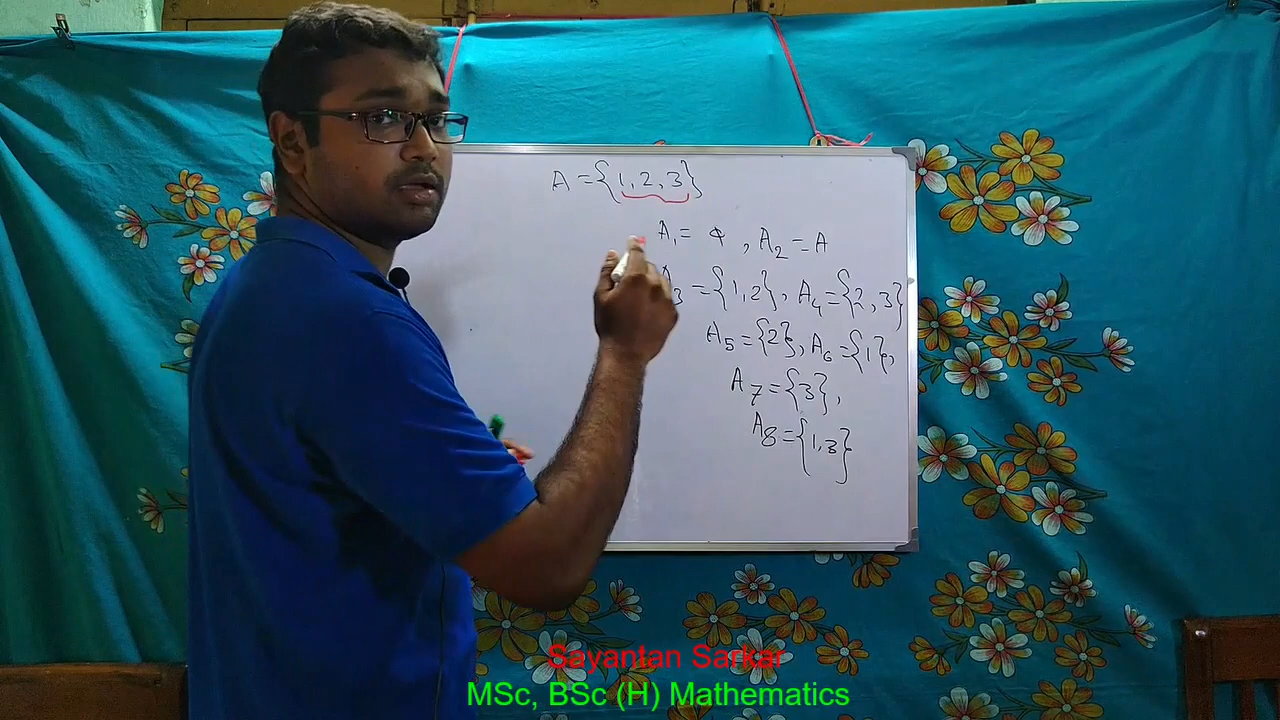 A = {1, 2, 3}
A₁ = φ, A₂ = A
A₃ = {1, 2}, A₄ = {2, 3}
A₅ = {2}, A₆ = {1},
A₇ = {3},
A₈ = {1, 3}
Sayantan Sarkar
MSc, BSc (H) Mathematics